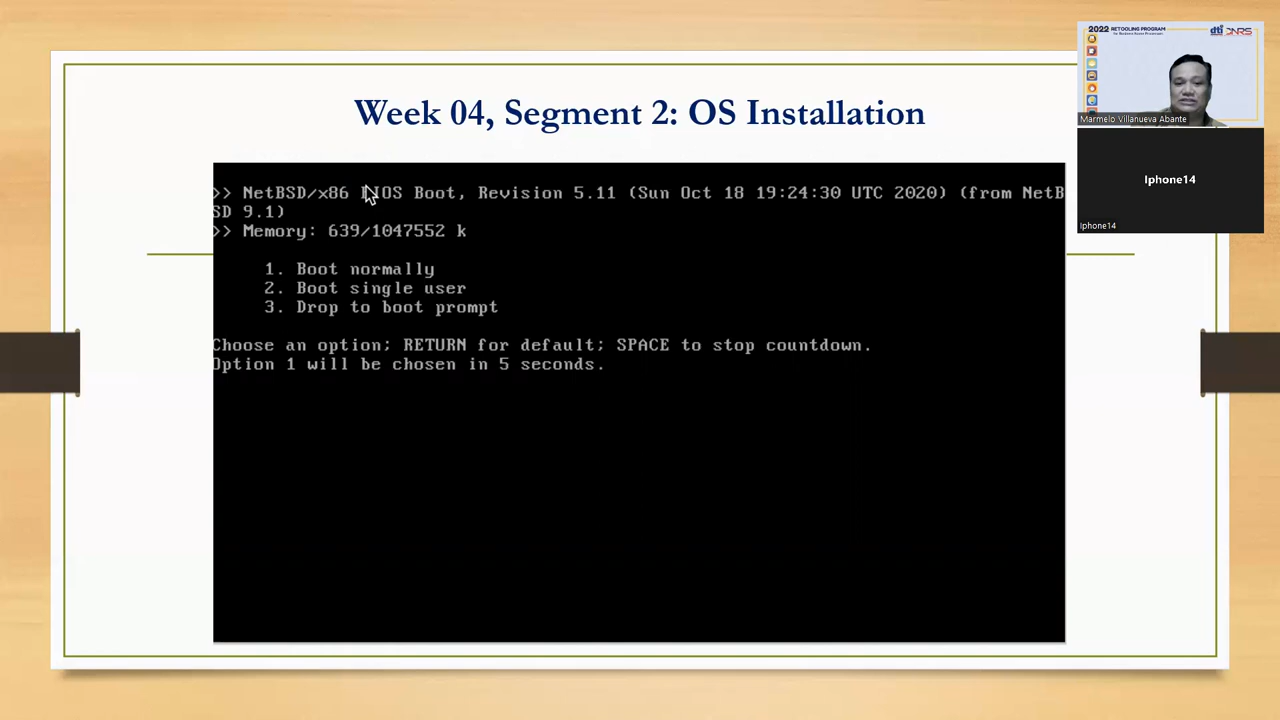 Week 04, Segment 2: OS Installation
>> NetBSD/x86 BIOS Boot, Revision 5.11 (Sun Oct 18 19:24:30 UTC 2020) (from NetB
SD 9.1)
>> Memory: 639/1047552 k
1. Boot normally
2. Boot single user
3. Drop to boot prompt
Choose an option; RETURN for default; SPACE to stop countdown.
Option 1 will be chosen in 5 seconds.
2022 RETOOLING PROGRAM
dti
Marmelo Villanueva Abante
Iphone14
Iphone14